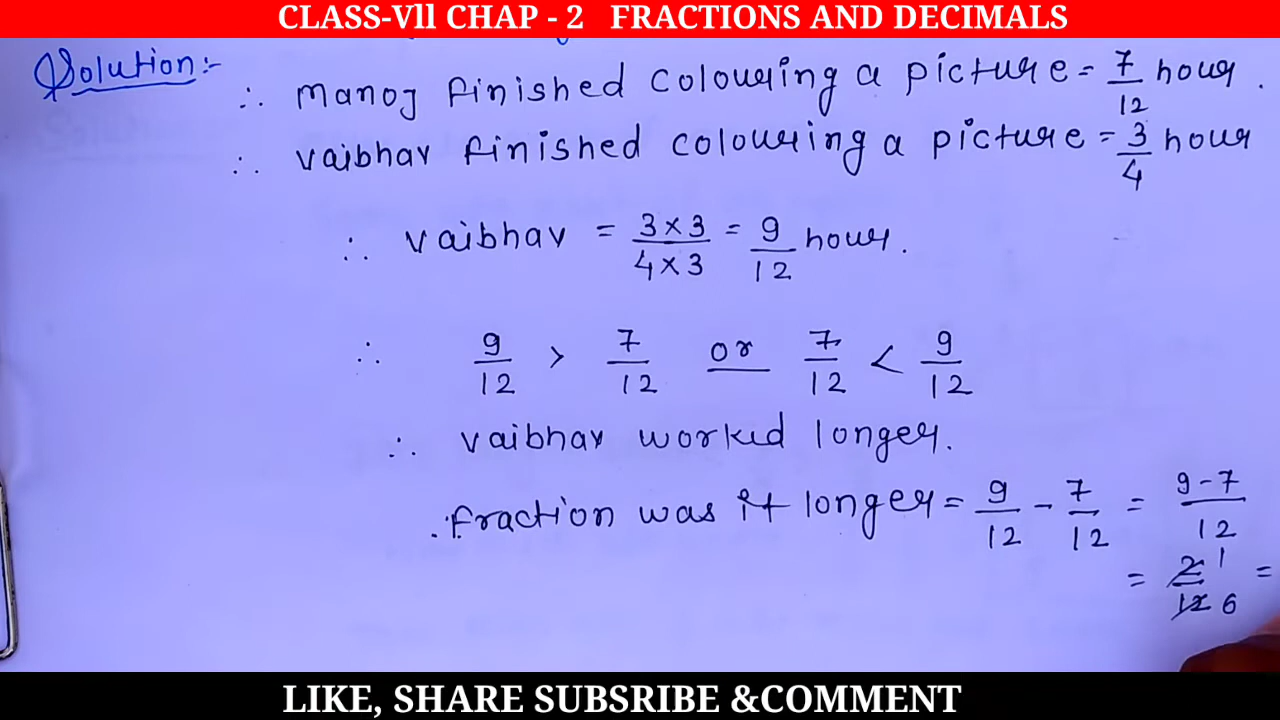 CLASS-Vll CHAP - 2 FRACTIONS AND DECIMALS
Solution:-
∴ Manoj finished colouring a picture = 7/12 hour.
∴ Vaibhav finished colouring a picture = 3/4 hour
∴ Vaibhav = 3×3/4×3 = 9/12 hour.
∴ 9/12 > 7/12 or 7/12 < 9/12
∴ Vaibhav worked longer.
∴ fraction was it longer = 9/12 - 7/12 = 9-7/12
= 2/12 1/6 =
LIKE, SHARE SUBSRIBE &COMMENT